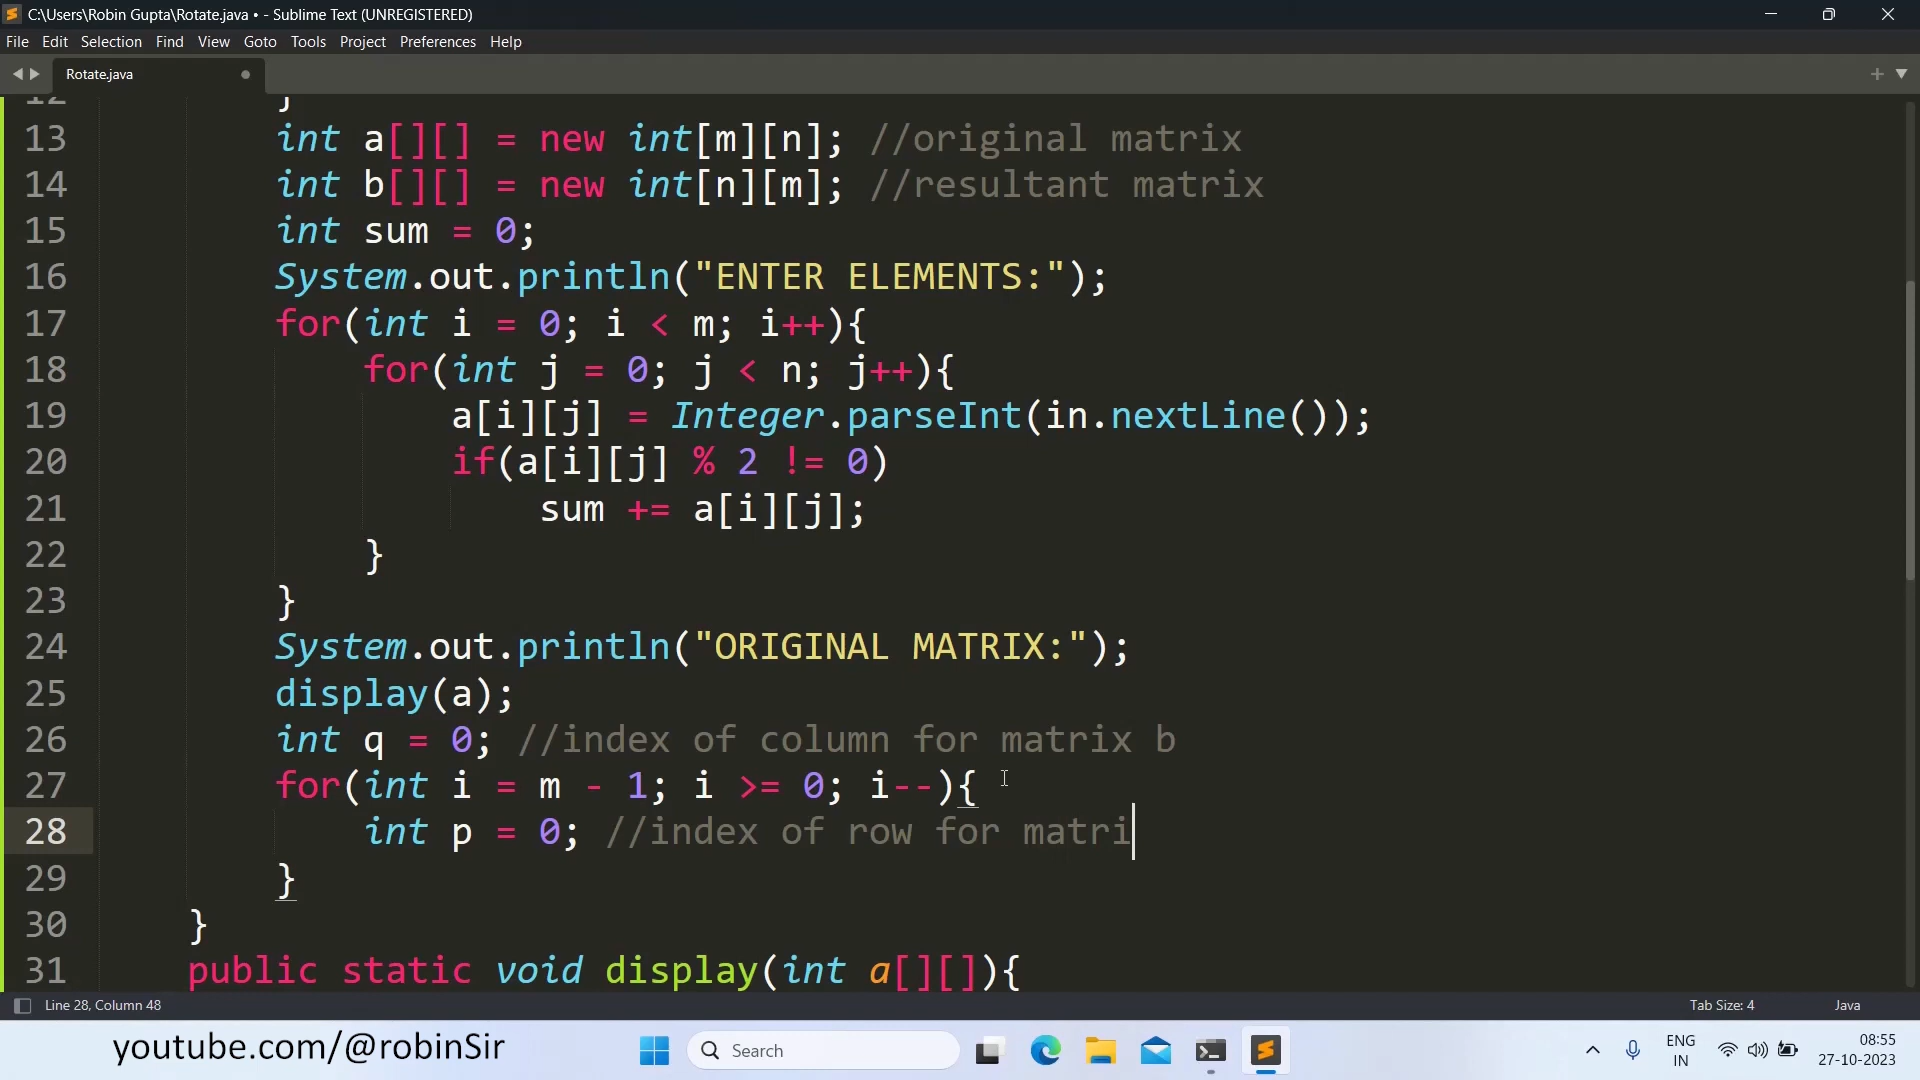 C:\Users\Robin Gupta\Rotate.java • - Sublime Text (UNREGISTERED)
File Edit Selection Find View Goto Tools Project Preferences Help
Rotate.java
12 }
13 int a[][] = new int[m][n]; //original matrix
14 int b[][] = new int[n][m]; //resultant matrix
15 int sum = 0;
16 System.out.println("ENTER ELEMENTS:");
17 for(int i = 0; i < m; i++){
18 for(int j = 0; j < n; j++){
19 a[i][j] = Integer.parseInt(in.nextLine());
20 if(a[i][j] % 2 != 0)
21 sum += a[i][j];
22 }
23 }
24 System.out.println("ORIGINAL MATRIX:");
25 display(a);
26 int q = 0; //index of column for matrix b
27 for(int i = m - 1; i >= 0; i--){
28 int p = 0; //index of row for matri
29 }
30 }
31 public static void display(int a[][]){
Line 28, Column 48 Tab Size: 4 Java
youtube.com/@robinSir Search ENG IN 08:55 27-10-2023